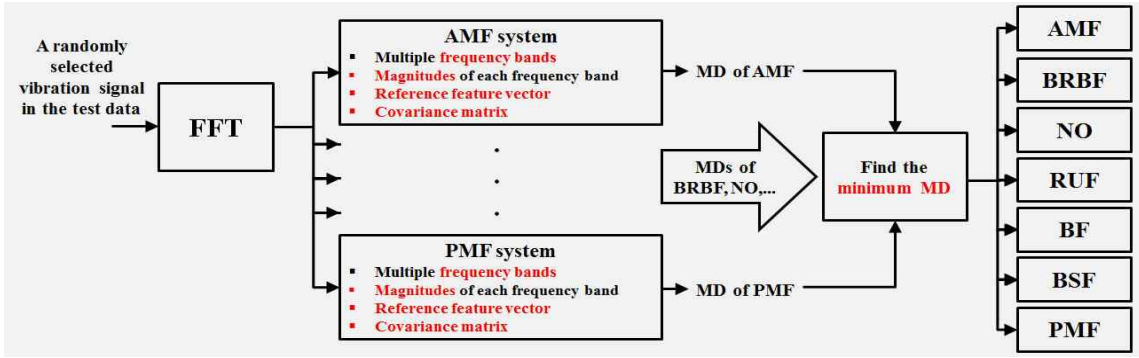 A randomly
selected
vibration signal
in the test data
FFT
AMF system
▪ Multiple frequency bands
▪ Magnitudes of each frequency band
▪ Reference feature vector
▪ Covariance matrix
.
.
.
PMF system
▪ Multiple frequency bands
▪ Magnitudes of each frequency band
▪ Reference feature vector
▪ Covariance matrix
MD of AMF
MDs of
BRBF, NO,...
MD of PMF
Find the
minimum MD
AMF
BRBF
NO
RUF
BF
BSF
PMF